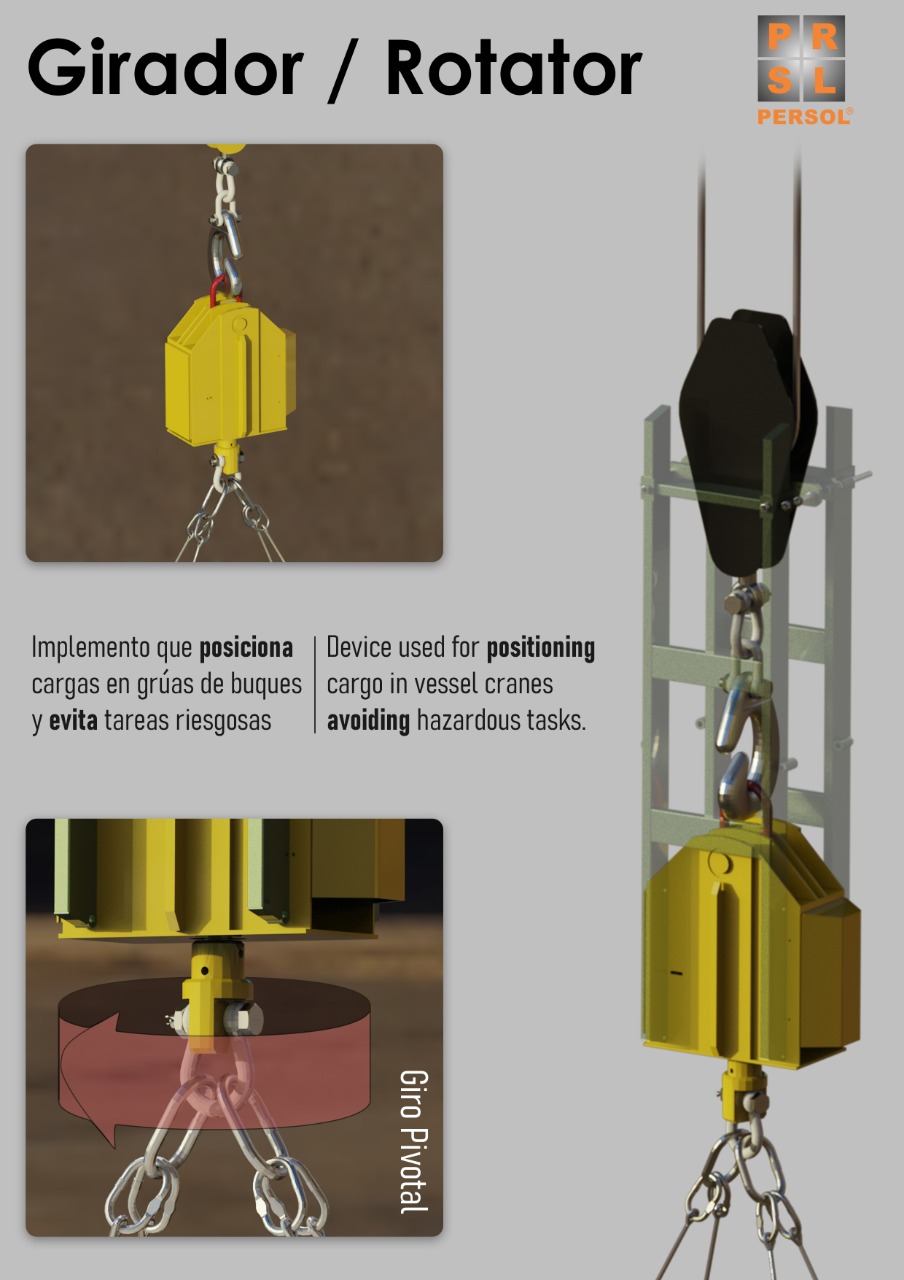 Girador / Rotator
P R
S L
PERSOL®
Implemento que posiciona
cargas en grúas de buques
y evita tareas riesgosas
Device used for positioning
cargo in vessel cranes
avoiding hazardous tasks.
Giro Pivotal